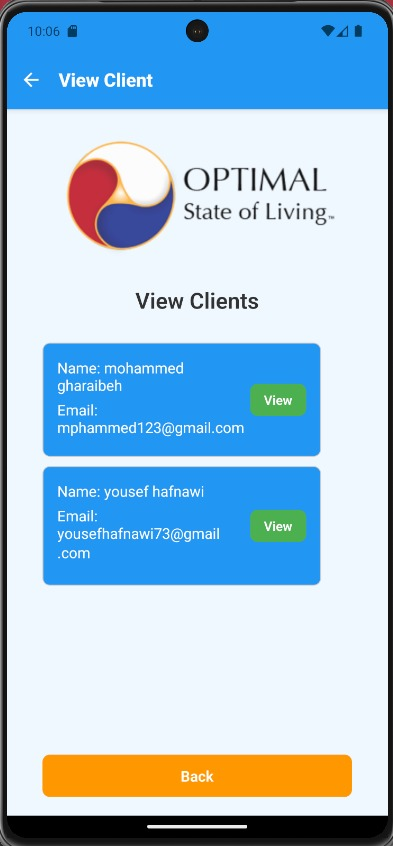 10:06
View Client
OPTIMAL
State of Living™
View Clients
Name: mohammed
gharaibeh
Email:
mphammed123@gmail.com
View
Name: yousef hafnawi
Email:
yousefhafnawi73@gmail
.com
View
Back